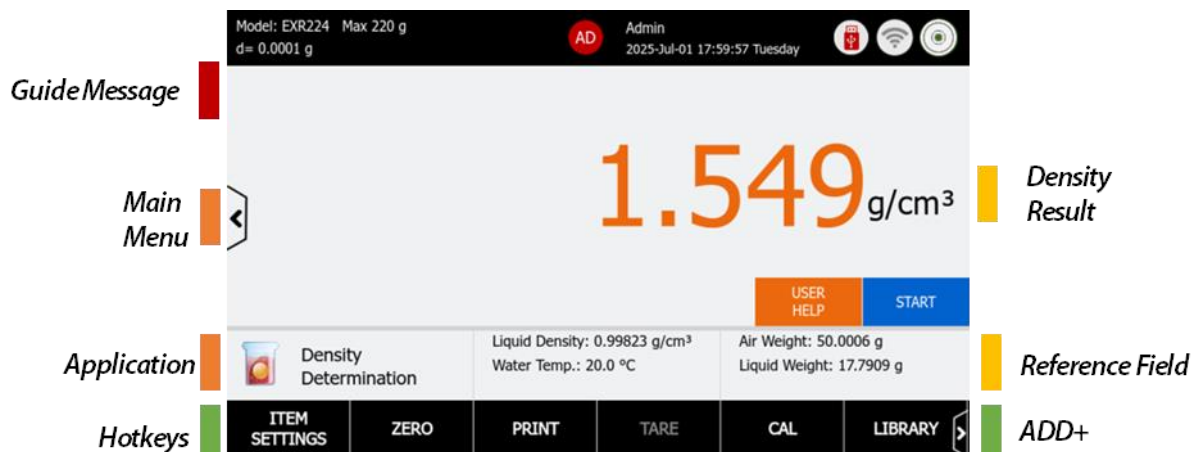 Model: EXR224 Max 220 g
d= 0.0001 g
AD
Admin
2025-Jul-01 17:59:57 Tuesday
Guide Message
Main
Menu
1.549 g/cm³
Density
Result
USER
HELP
START
Application
Density
Determination
Liquid Density: 0.99823 g/cm³
Water Temp.: 20.0 °C
Air Weight: 50.0006 g
Liquid Weight: 17.7909 g
Reference Field
Hotkeys
ITEM
SETTINGS
ZERO
PRINT
TARE
CAL
LIBRARY
ADD+